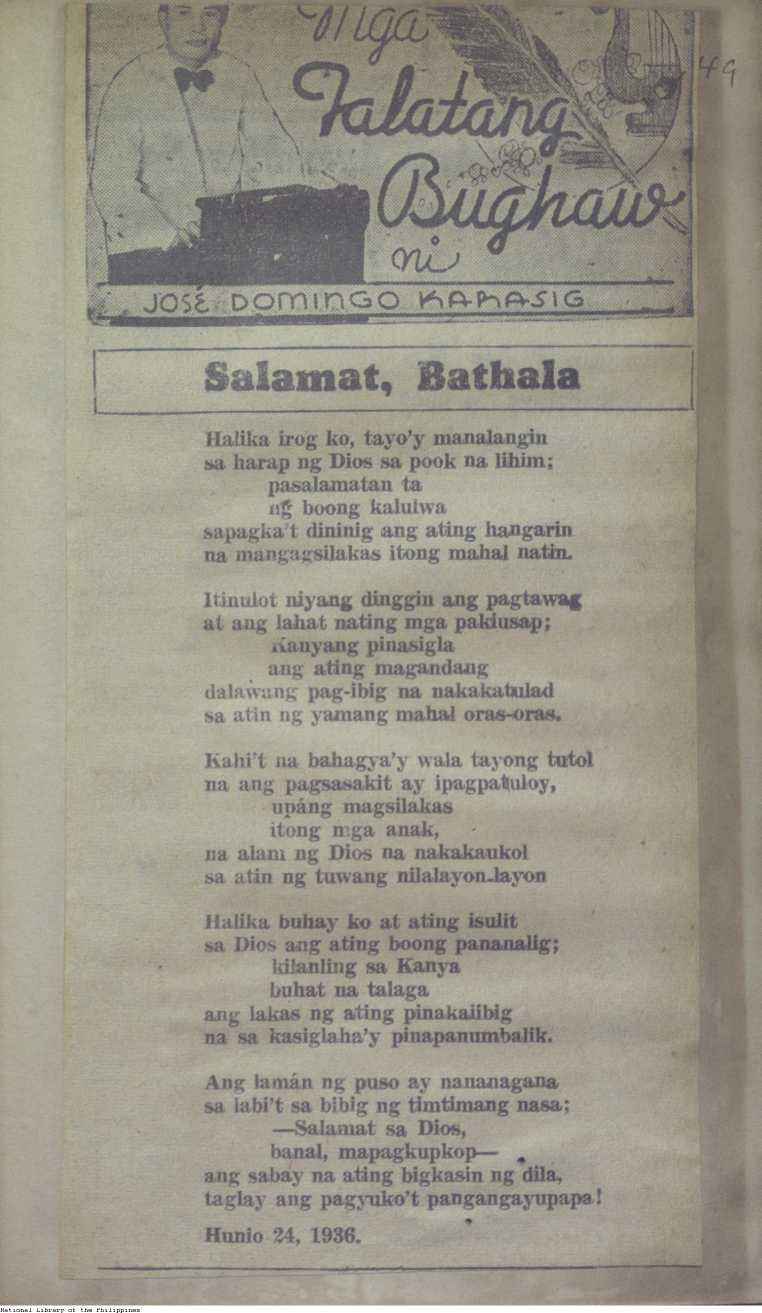 Mga
49
Talatang
Bughaw
ni
JOSÉ DOMINGO KARASIG
Salamat, Bathala
Halika irog ko, tayo'y manalangin
sa harap ng Dios sa pook na lihim;
pasalamatan ta
ng boong kaluluwa
sapagka't dininig ang ating hangarin
na mangagsilakas itong mahal natin.
Itinulot niyang dinggin ang pagtawag
at ang lahat nating mga pakiusap;
Kanyang pinasigla
ang ating magandang
dalawang pag-ibig na nakakatulad
sa atin ng yamang mahal oras-oras.
Kahi't na bahagya'y wala tayong tutol
na ang pagsasakit ay ipagpatuloy,
upáng magsilakas
itong mga anak,
na alam ng Dios na nakakaukol
sa atin ng tuwang nilalayon-layon
Halika buhay ko at ating isulit
sa Dios ang ating boong pananalig;
kilanling sa Kanya
buhat na talaga
ang lakas ng ating pinakaiibig
na sa kasiglaha'y pinapanumbalik.
Ang lamán ng puso ay nananagana
sa labi't sa bibig ng timtimang nasa;
—Salamat sa Dios,
banal, mapagkupkop—
ang sabay na ating bigkasin ng dila,
taglay ang pagyuko't pangangayupapa!
Hunio 24, 1936.
National Library of the Philippines